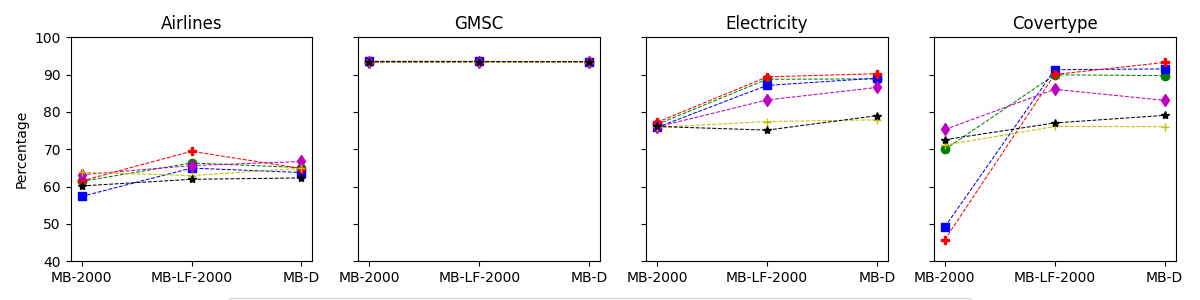 Airlines
GMSC
Electricity
Covertype
Percentage
100
90
80
70
60
50
40
MB-2000 MB-LF-2000 MB-D
MB-2000 MB-LF-2000 MB-D
MB-2000 MB-LF-2000 MB-D
MB-2000 MB-LF-2000 MB-D